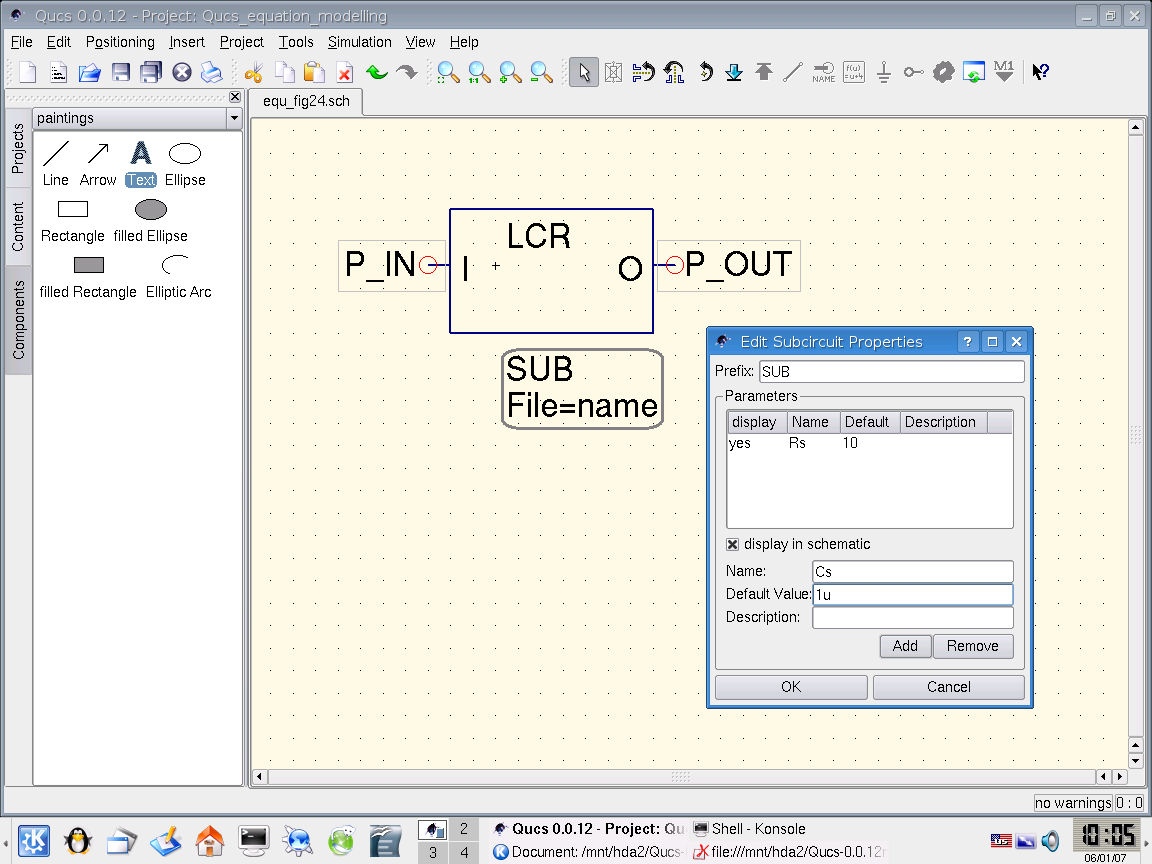 Qucs 0.0.12 - Project: Qucs_equation_modelling
File Edit Positioning Insert Project Tools Simulation View Help
NAME
M1
equ_fig24.sch
Projects
Content
Components
paintings
Line Arrow Text Ellipse
Rectangle filled Ellipse
filled Rectangle Elliptic Arc
LCR
P_IN I O P_OUT
SUB
File=name
Edit Subcircuit Properties
Prefix: SUB
Parameters
display Name Default Description
yes Rs 10
display in schematic
Name: Cs
Default Value: 1u
Description:
Add Remove
OK Cancel
no warnings 0 : 0
1 2
3 4
Qucs 0.0.12 - Project: Qu
Shell - Konsole
Document: /mnt/hda2/Qucs-
file:///mnt/hda2/Qucs-0.0.12r
10:05
06/01/07